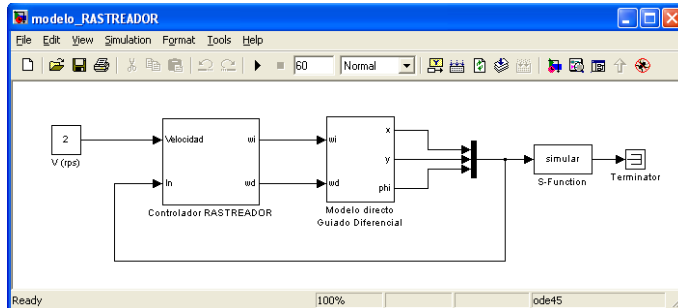 modelo_RASTREADOR
File Edit View Simulation Format Tools Help
60 Normal
2
V (rps)
Velocidad
In
wi
wd
Controlador RASTREADOR
wi
wd
x
y
phi
Modelo directo
Guiado Diferencial
simular
S-Function
Terminator
Ready 100% ode45